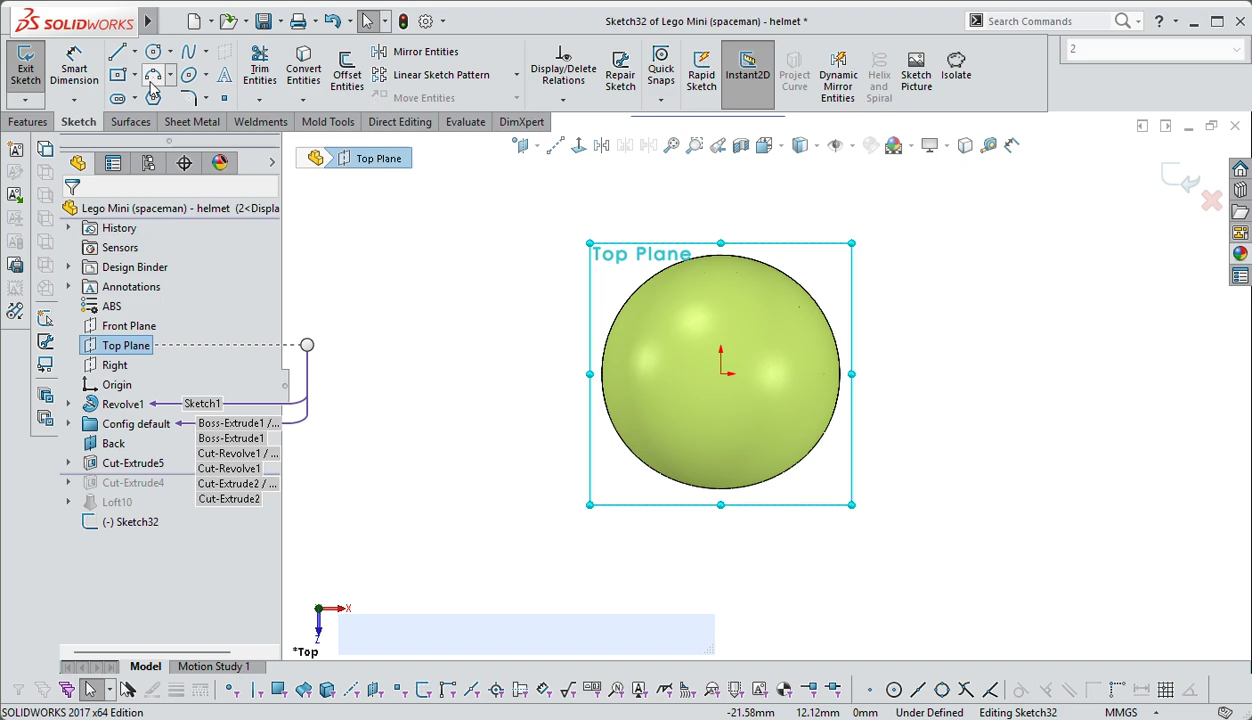 SOLIDWORKS
Sketch32 of Lego Mini (spaceman) - helmet *
Search Commands
?
Exit Sketch
Smart Dimension
Trim Entities
Convert Entities
Offset Entities
Mirror Entities
Linear Sketch Pattern
Move Entities
Display/Delete Relations
Repair Sketch
Quick Snaps
Rapid Sketch
Instant2D
Project Curve
Dynamic Mirror Entities
Helix and Spiral
Sketch Picture
Isolate
2
Features
Sketch
Surfaces
Sheet Metal
Weldments
Mold Tools
Direct Editing
Evaluate
DimXpert
Top Plane
Lego Mini (spaceman) - helmet (2<Displa
History
Sensors
Design Binder
Annotations
ABS
Front Plane
Top Plane
Right
Origin
Revolve1
Sketch1
Config default
Boss-Extrude1 /...
Boss-Extrude1
Back
Cut-Revolve1 / ...
Cut-Extrude5
Cut-Revolve1
Cut-Extrude4
Cut-Extrude2 / ...
Loft10
Cut-Extrude2
(-) Sketch32
Top Plane
X
Z
*Top
Model
Motion Study 1
SOLIDWORKS 2017 x64 Edition
-21.58mm
12.12mm
0mm
Under Defined
Editing Sketch32
MMGS